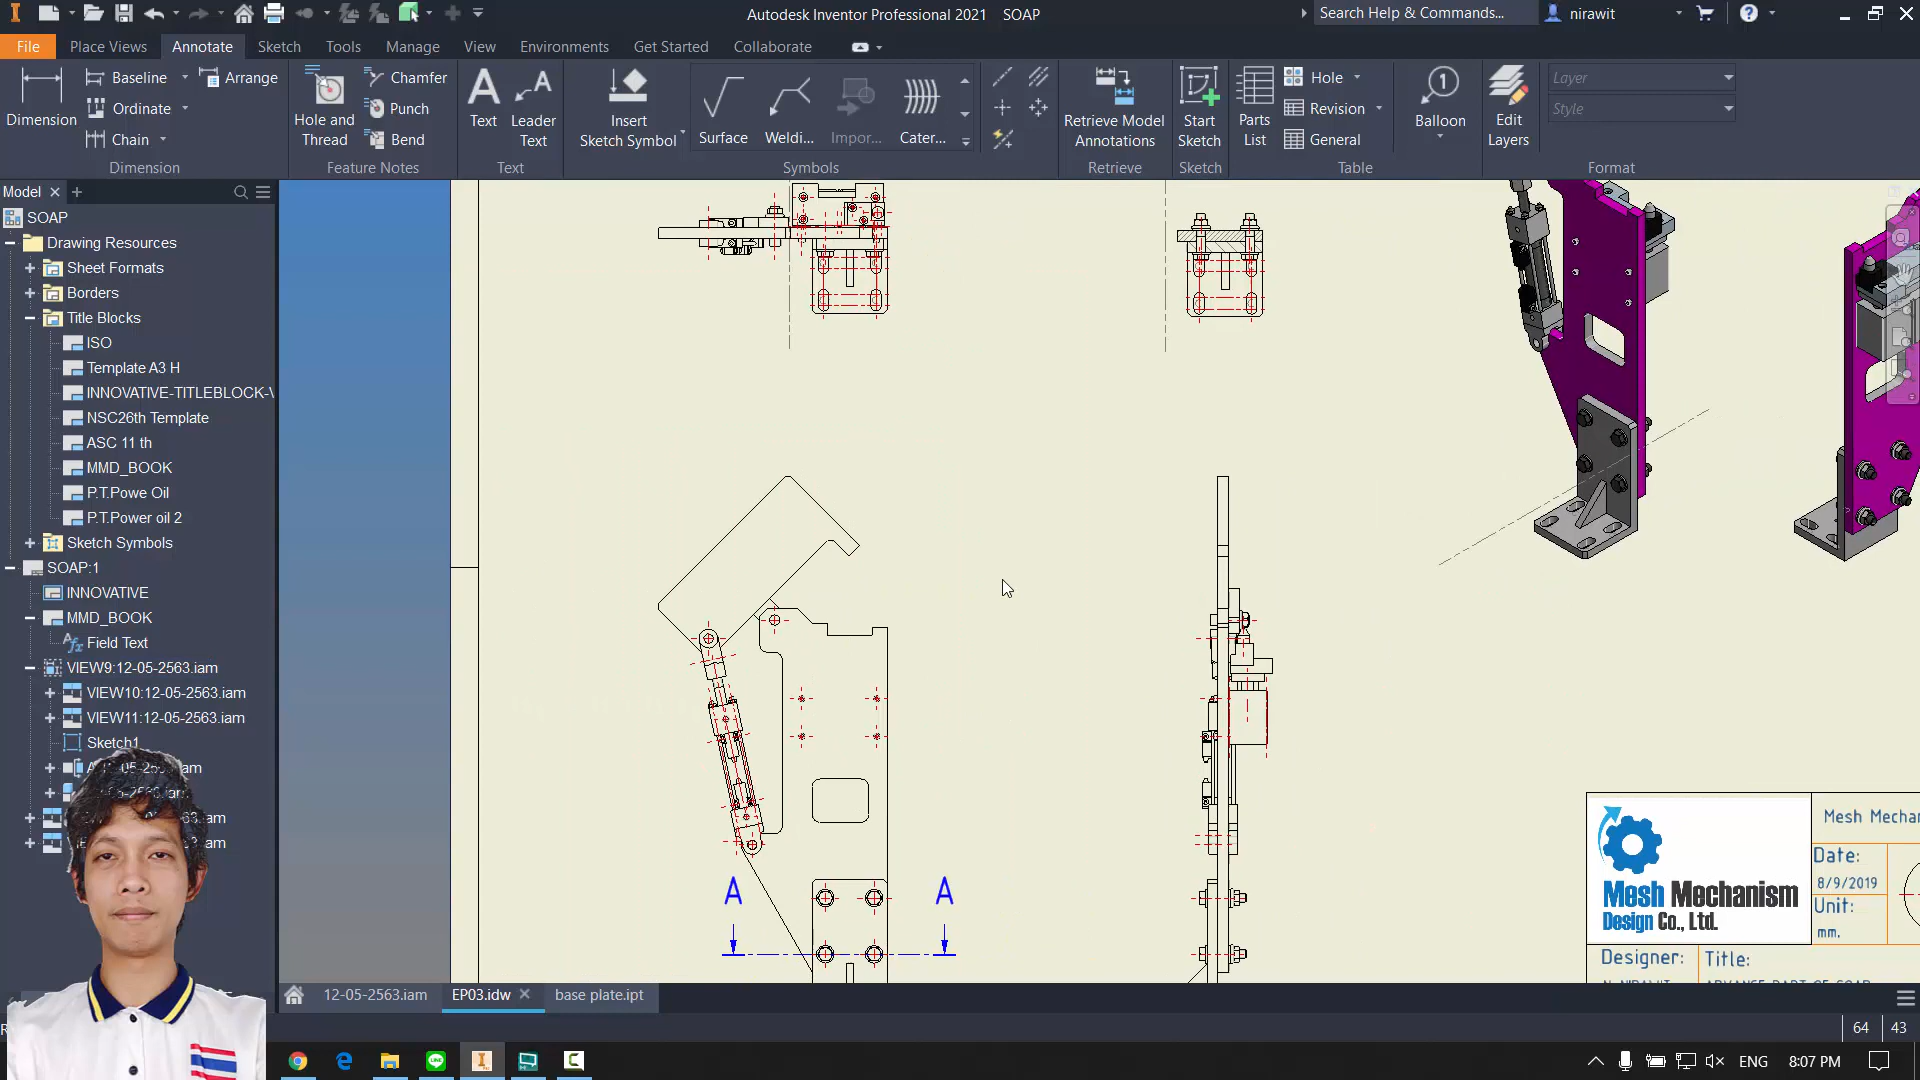 Autodesk Inventor Professional 2021 SOAP
Search Help & Commands...
nirawit
File
Place Views
Annotate
Sketch
Tools
Manage
View
Environments
Get Started
Collaborate
Dimension
Baseline
Ordinate
Chain
Arrange
Dimension
Hole and Thread
Chamfer
Punch
Bend
Feature Notes
Text
Leader Text
Text
Insert Sketch Symbol
Surface
Weldi...
Impor...
Cater...
Symbols
Retrieve Model Annotations
Retrieve
Start Sketch
Sketch
Parts List
Hole
Revision
General
Table
Balloon
Edit Layers
Layer
Style
Format
Model
SOAP
Drawing Resources
Sheet Formats
Borders
Title Blocks
ISO
Template A3 H
INNOVATIVE-TITLEBLOCK-V
NSC26th Template
ASC 11 th
MMD_BOOK
P.T.Powe Oil
P.T.Power oil 2
Sketch Symbols
SOAP:1
INNOVATIVE
MMD_BOOK
Field Text
VIEW9:12-05-2563.iam
VIEW10:12-05-2563.iam
VIEW11:12-05-2563.iam
Sketch1
A A
Mesh Mechanism
Design Co., Ltd.
Date:
8/9/2019
Unit:
mm.
Designer:
Title:
12-05-2563.iam
EP03.idw
base plate.ipt
64 43
ENG
8:07 PM